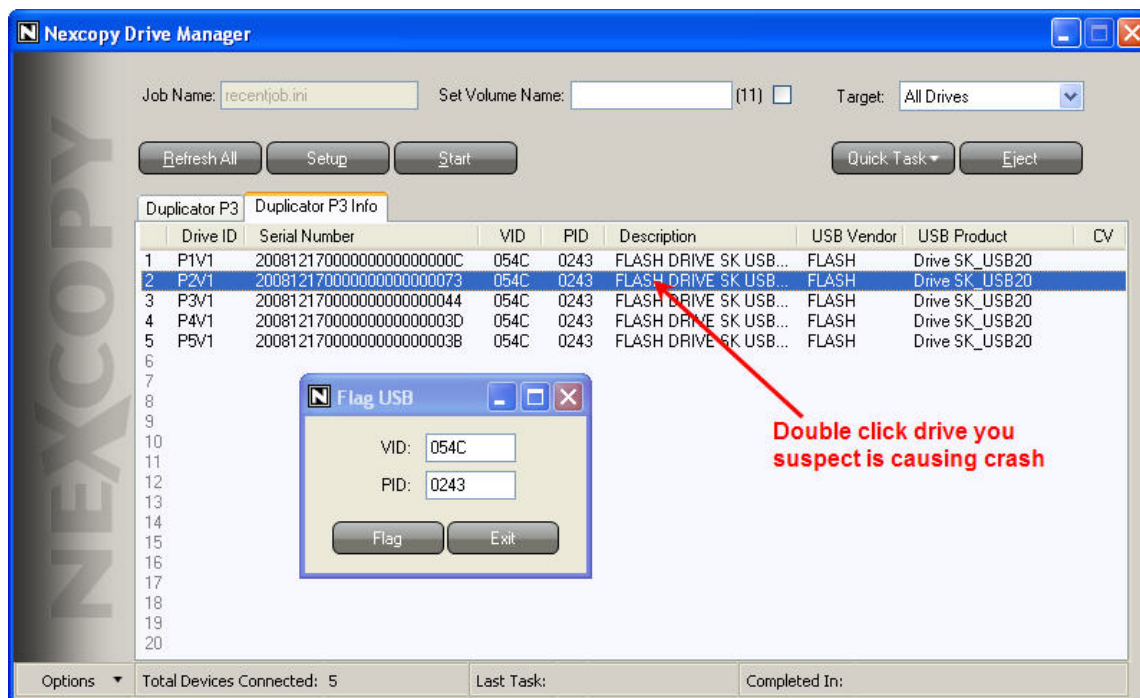 Nexcopy Drive Manager
NEXCOPY
Job Name: recentjob.ini Set Volume Name: (11) Target: All Drives
Refresh All Setup Start Quick Task Eject
Duplicator P3 Duplicator P3 Info
Drive ID Serial Number VID PID Description USB Vendor USB Product CV
1 P1V1 20081217000000000000000C 054C 0243 FLASH DRIVE SK USB... FLASH Drive SK_USB20
2 P2V1 200812170000000000000073 054C 0243 FLASH DRIVE SK USB... FLASH Drive SK_USB20
3 P3V1 200812170000000000000044 054C 0243 FLASH DRIVE SK USB... FLASH Drive SK_USB20
4 P4V1 20081217000000000000003D 054C 0243 FLASH DRIVE SK USB... FLASH Drive SK_USB20
5 P5V1 20081217000000000000003B 054C 0243 FLASH DRIVE SK USB... FLASH Drive SK_USB20
6
7
8
9
10
11
12
13
14
15
16
17
18
19
20
N Flag USB
VID: 054C
PID: 0243
Flag Exit
Double click drive you
suspect is causing crash
Options Total Devices Connected: 5 Last Task: Completed In: